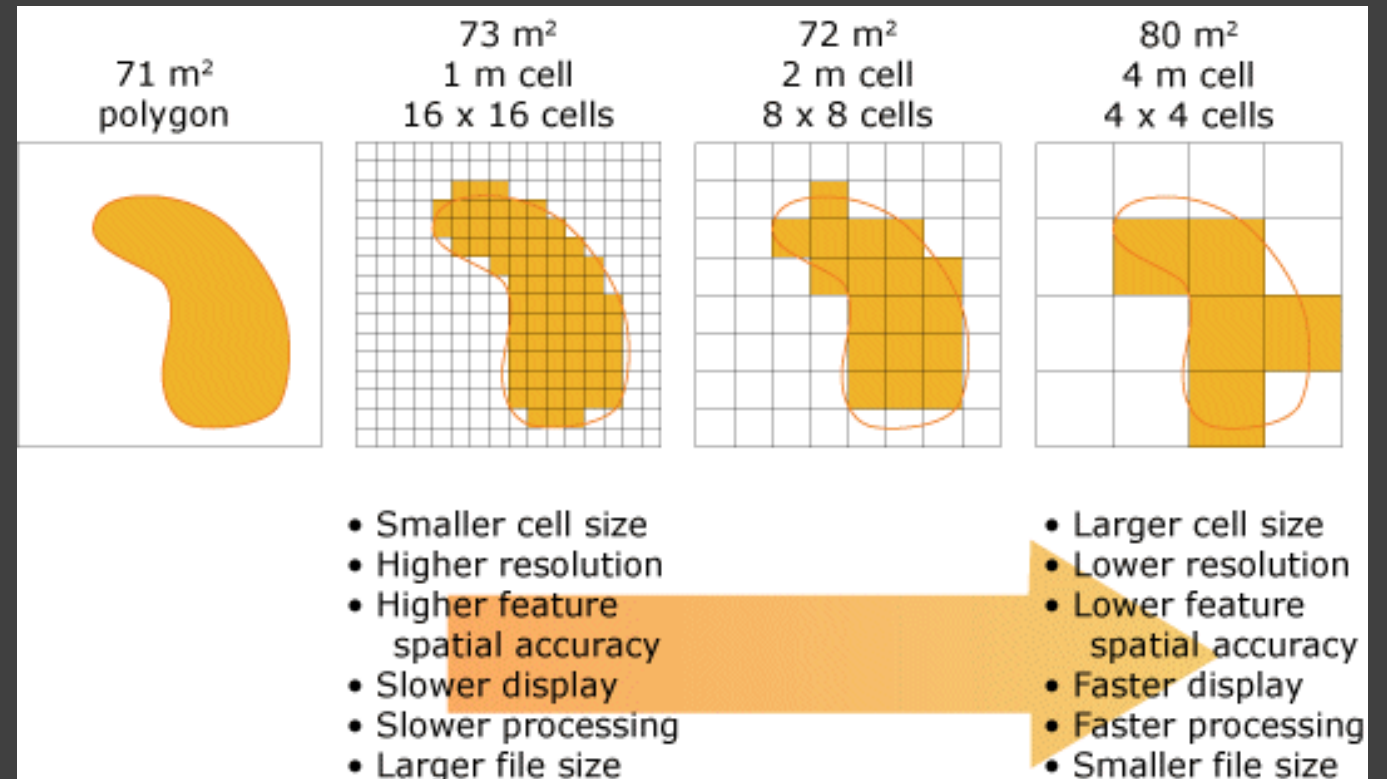 71 m²
polygon
73 m²
1 m cell
16 x 16 cells
72 m²
2 m cell
8 x 8 cells
80 m²
4 m cell
4 x 4 cells
• Smaller cell size
• Higher resolution
• Higher feature
spatial accuracy
• Slower display
• Slower processing
• Larger file size
• Larger cell size
• Lower resolution
• Lower feature
spatial accuracy
• Faster display
• Faster processing
• Smaller file size